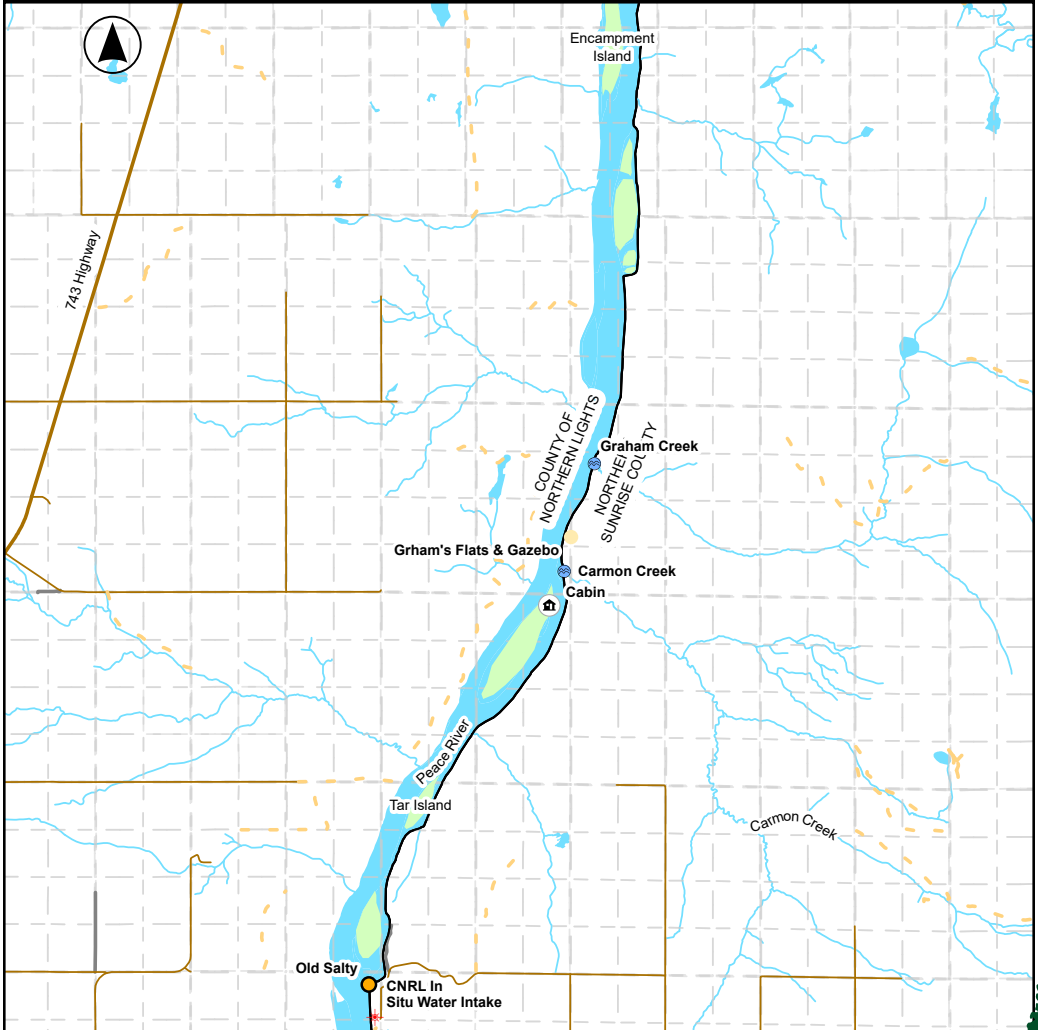 Encampment
Island
743 Highway
COUNTY OF
NORTHERN LIGHTS
Graham Creek
SUNRISE COUNTY
Grham's Flats & Gazebo
Carmon Creek
Cabin
Peace River
Tar Island
Carmon Creek
Old Salty
CNRL In
Situ Water Intake